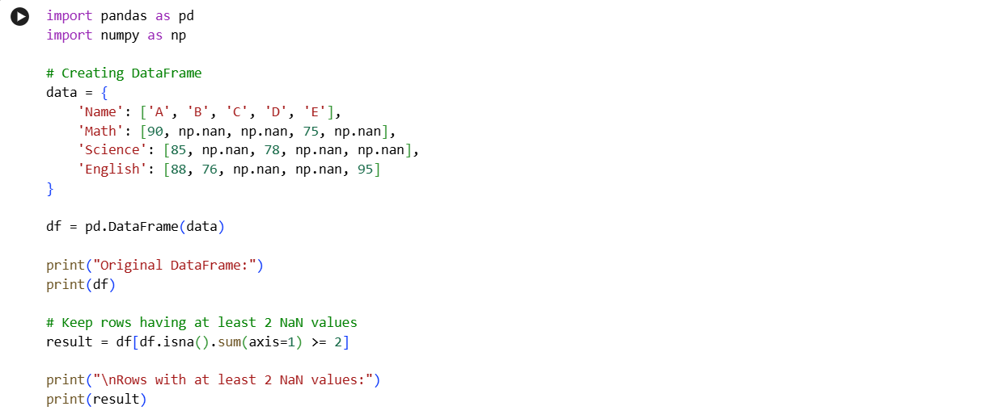 import pandas as pd
import numpy as np
# Creating DataFrame
data = {
    'Name': ['A', 'B', 'C', 'D', 'E'],
    'Math': [90, np.nan, np.nan, 75, np.nan],
    'Science': [85, np.nan, 78, np.nan, np.nan],
    'English': [88, 76, np.nan, np.nan, 95]
}
df = pd.DataFrame(data)
print("Original DataFrame:")
print(df)
# Keep rows having at least 2 NaN values
result = df[df.isna().sum(axis=1) >= 2]
print("\nRows with at least 2 NaN values:")
print(result)